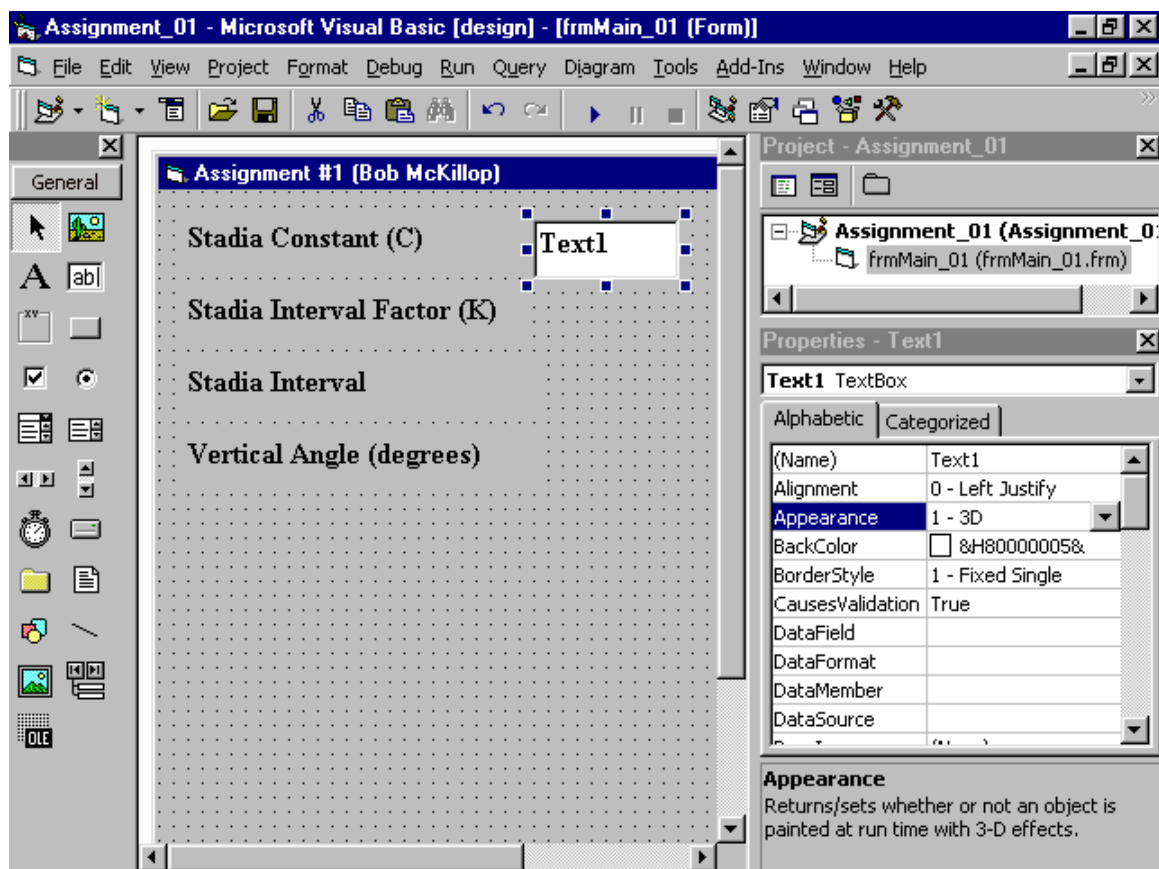 Assignment_01 - Microsoft Visual Basic [design] - [frmMain_01 (Form)]
File Edit View Project Format Debug Run Query Diagram Tools Add-Ins Window Help
General
A
ab|
xv
OLE
Assignment #1 (Bob McKillop)
Stadia Constant (C)
Text1
Stadia Interval Factor (K)
Stadia Interval
Vertical Angle (degrees)
Project - Assignment_01
Assignment_01 (Assignment_01
frmMain_01 (frmMain_01.frm)
Properties - Text1
Text1 TextBox
Alphabetic Categorized
(Name) Text1
Alignment 0 - Left Justify
Appearance 1 - 3D
BackColor &H80000005&
BorderStyle 1 - Fixed Single
CausesValidation True
DataField
DataFormat
DataMember
DataSource
Appearance
Returns/sets whether or not an object is
painted at run time with 3-D effects.